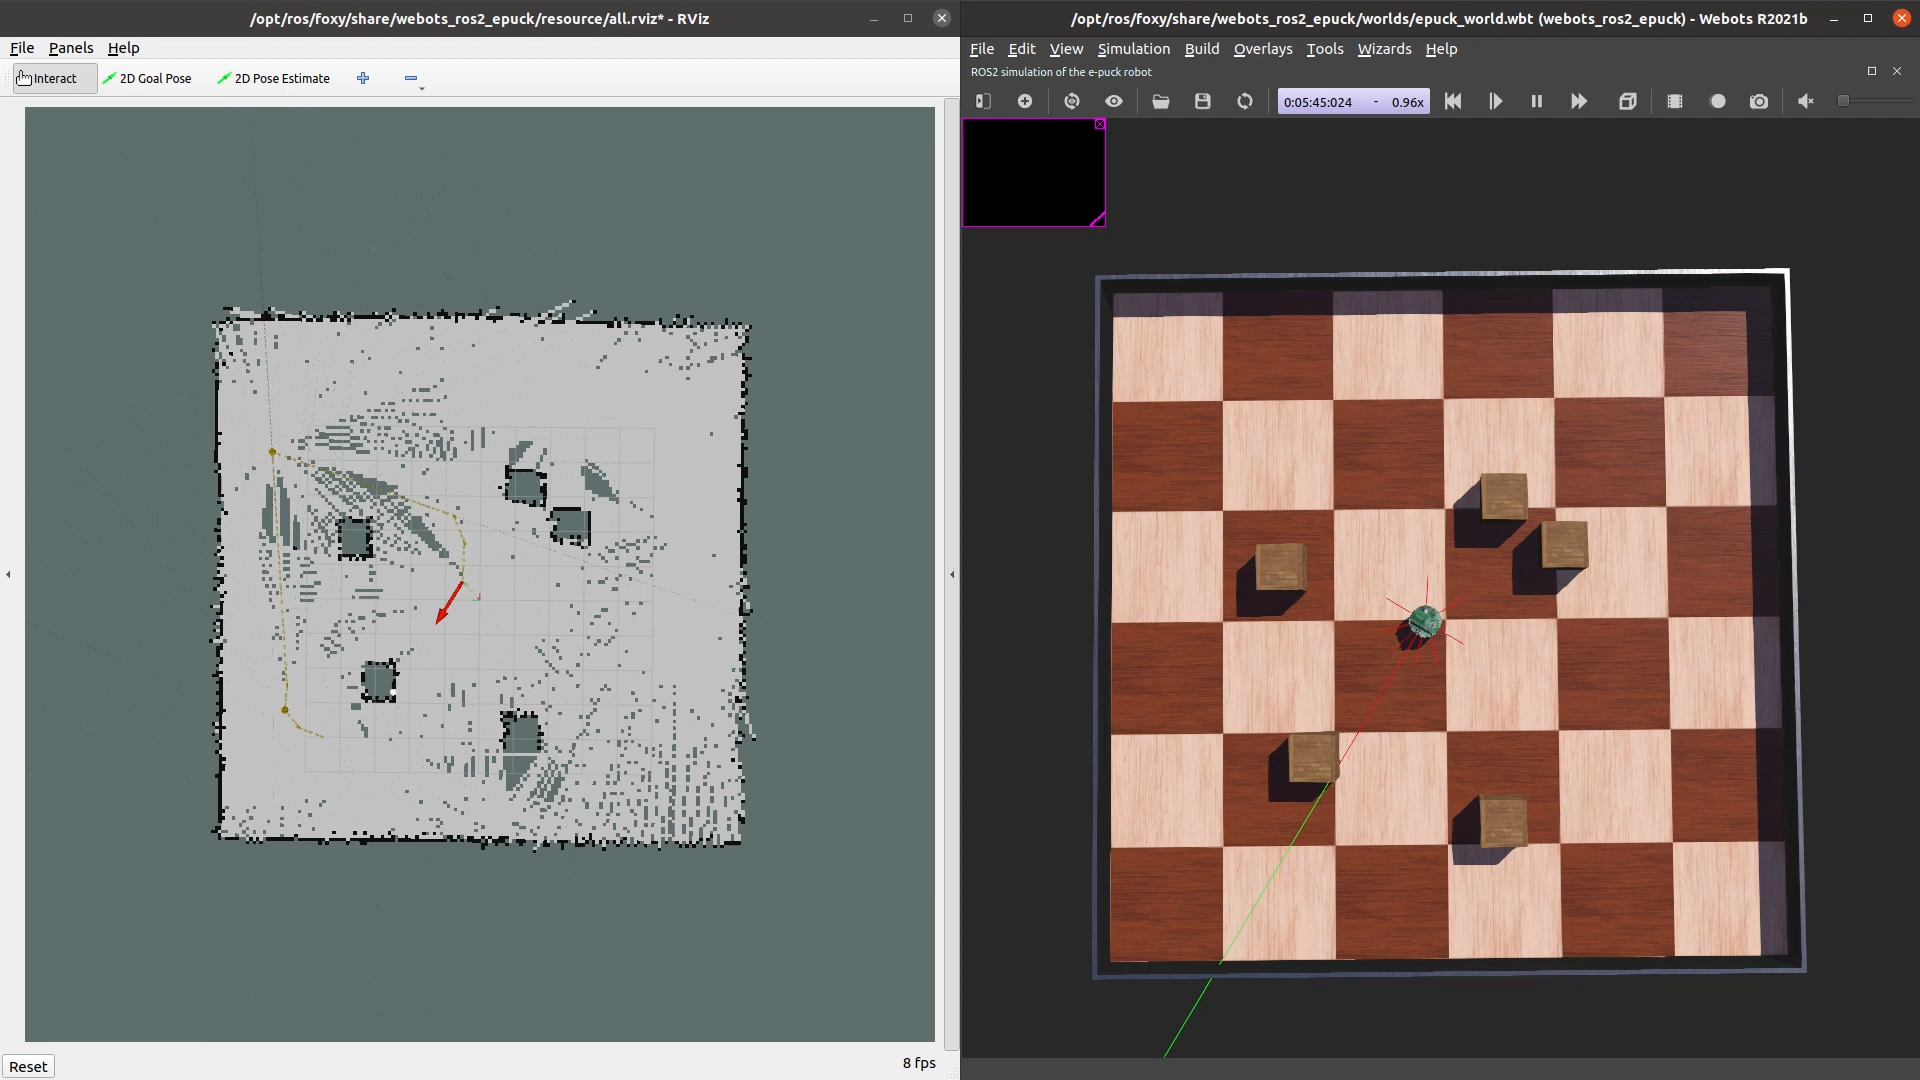 /opt/ros/foxy/share/webots_ros2_epuck/resource/all.rviz* - RViz
File Panels Help
Interact 2D Goal Pose 2D Pose Estimate
Reset
8 fps
/opt/ros/foxy/share/webots_ros2_epuck/worlds/epuck_world.wbt (webots_ros2_epuck) - Webots R2021b
File Edit View Simulation Build Overlays Tools Wizards Help
ROS2 simulation of the e-puck robot
0:05:45:024 - 0.96x